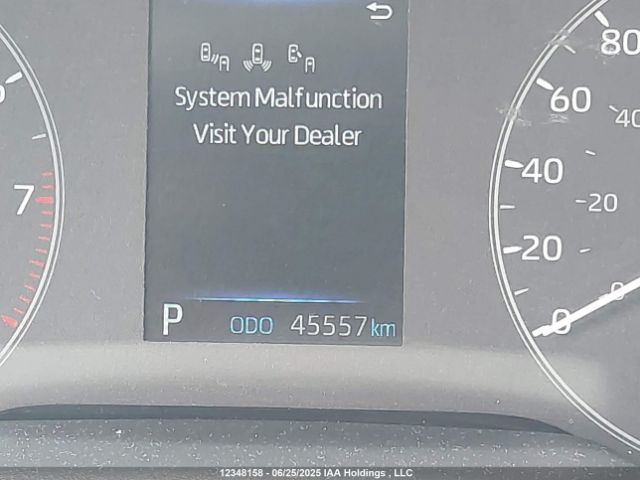 System Malfunction
Visit Your Dealer
7
80
60
40
40
20
20
0
0
P ODO 45557 km
12348158 - 06/25/2025 IAA Holdings , LLC